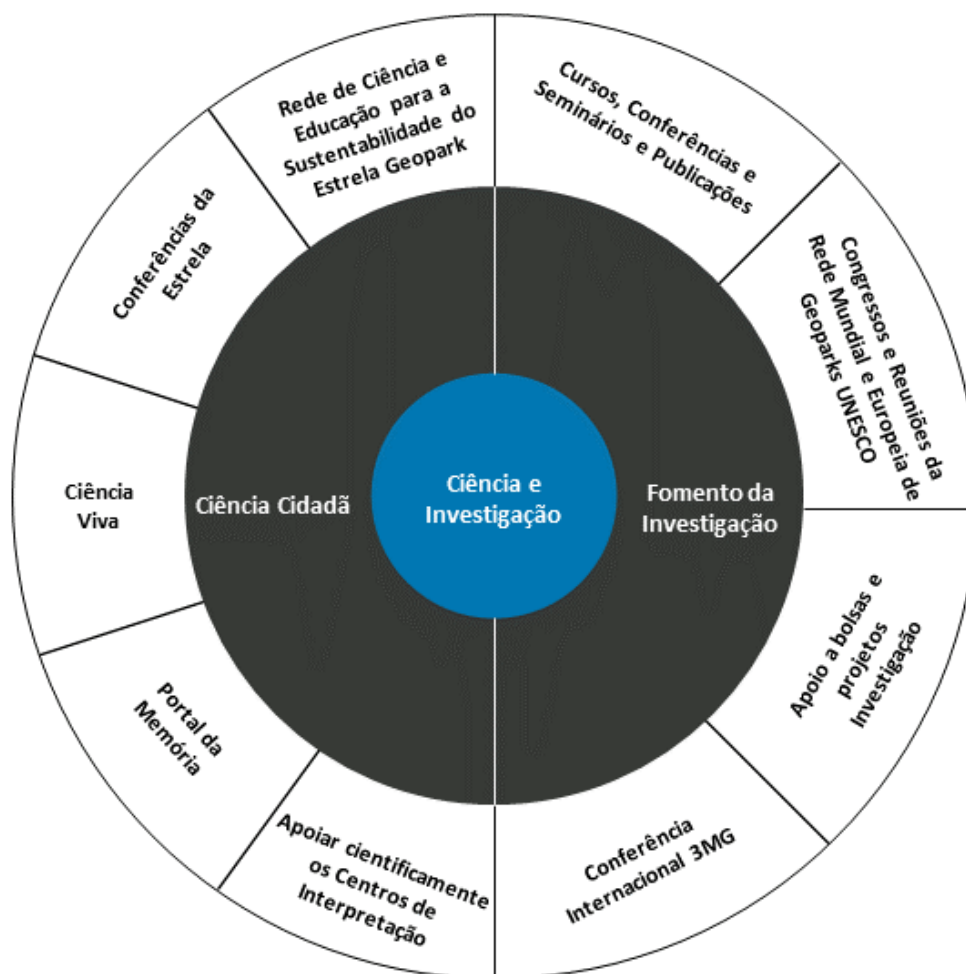 Rede de Ciência e
Educação para a
Sustentabilidade do
Estrela Geopark
Cursos, Conferências e
Seminários e Publicações
Conferências da
Estrela
Congressos e Reuniões da
Rede Mundial e Europeia de
Geoparks UNESCO
Ciência
Viva
Ciência Cidadã
Ciência e
Investigação
Fomento da
Investigação
Portal da
Memória
Apoio a bolsas e
projetos
Investigação
Apoiar cientificamente
os Centros de
Interpretação
Conferência
Internacional 3MG